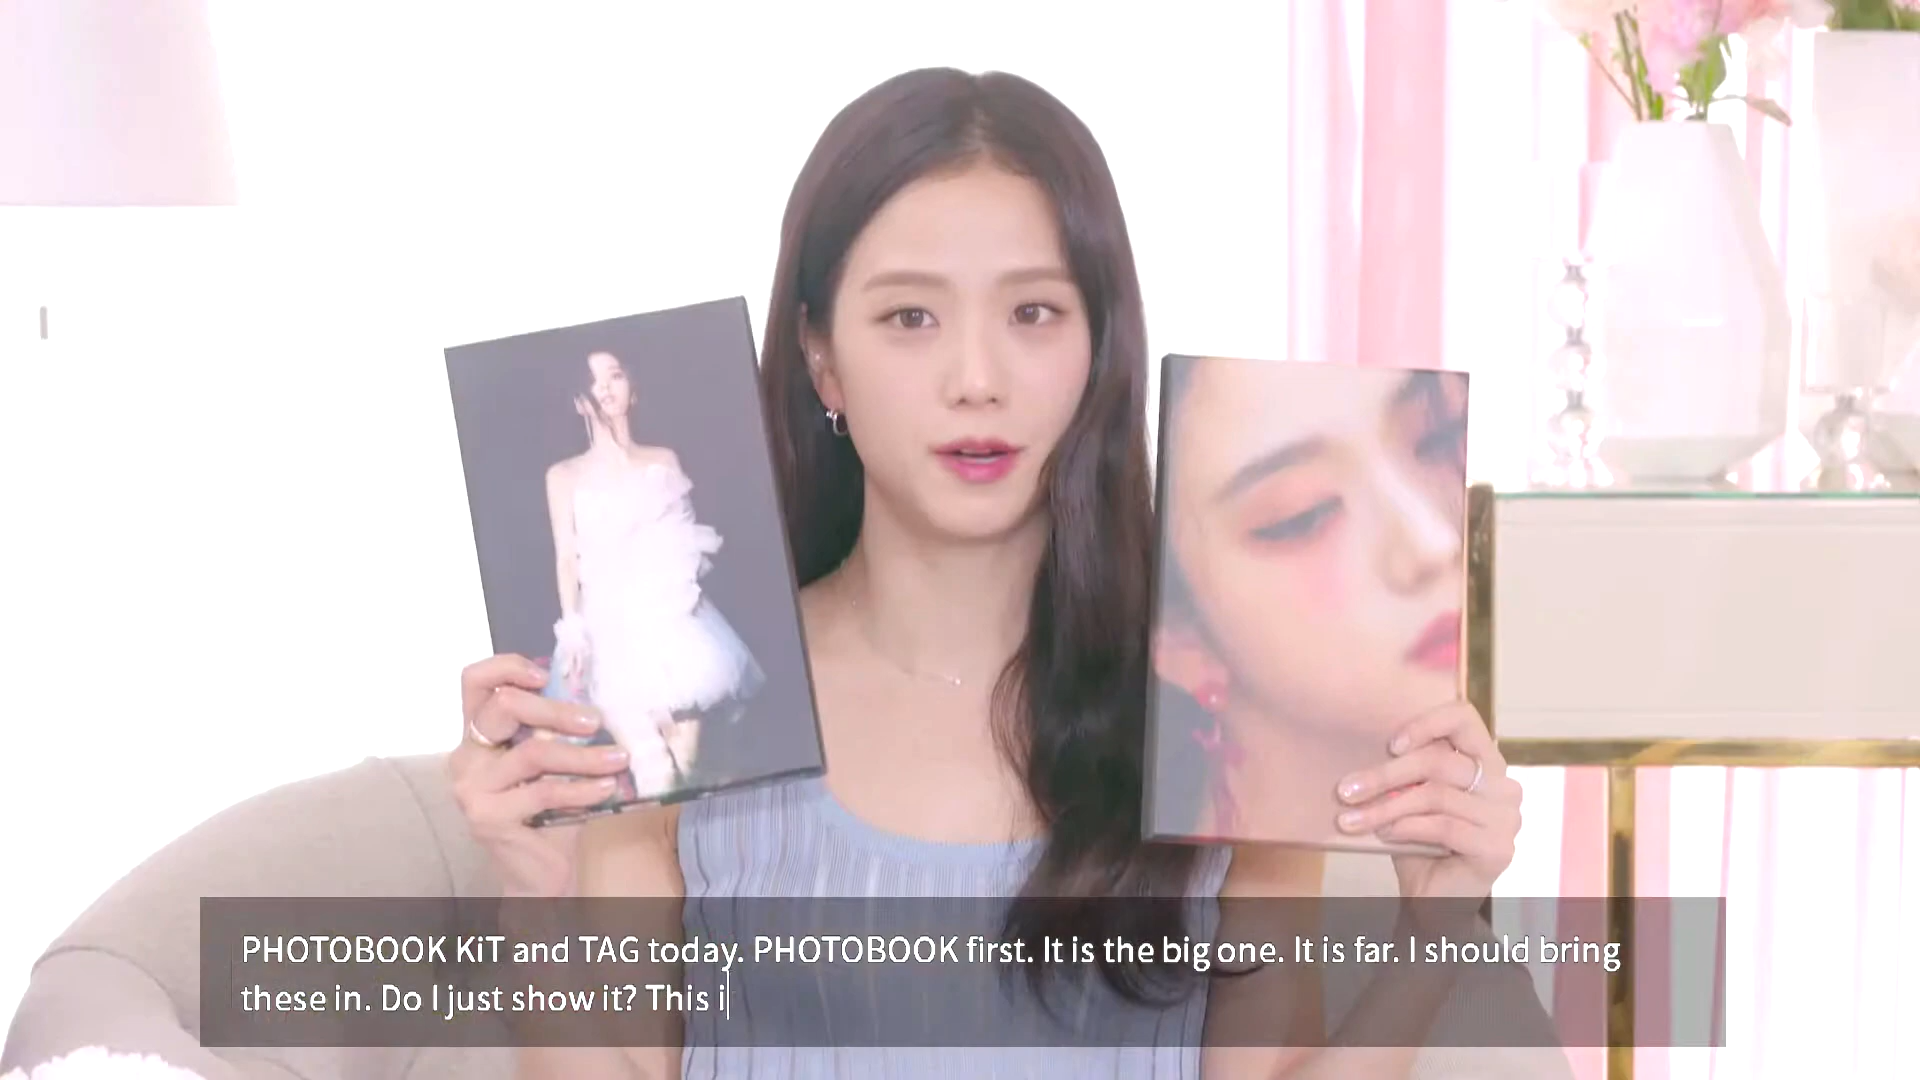 PHOTOBOOK KiT and TAG today. PHOTOBOOK first. It is the big one. It is far. I should bring
these in. Do I just show it? This i